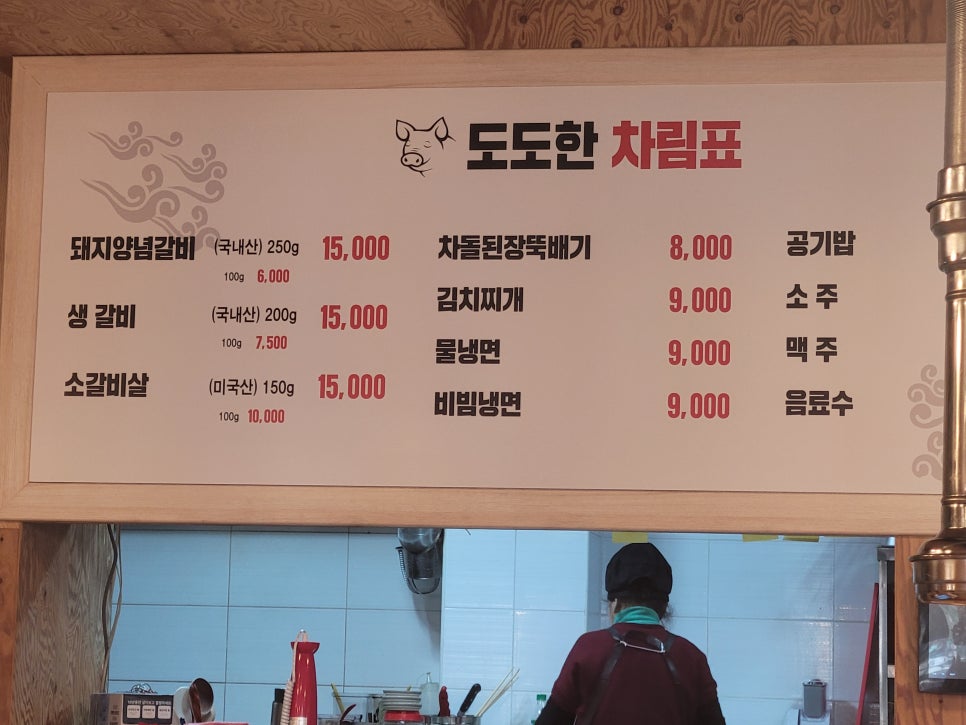 도도한 차림표
돼지양념갈비 (국내산) 250g 15,000
100g 6,000
생 갈비 (국내산) 200g 15,000
100g 7,500
소갈비살 (미국산) 150g 15,000
100g 10,000
차돌된장뚝배기 8,000
김치찌개 9,000
물냉면 9,000
비빔냉면 9,000
공기밥
소 주
맥 주
음료수